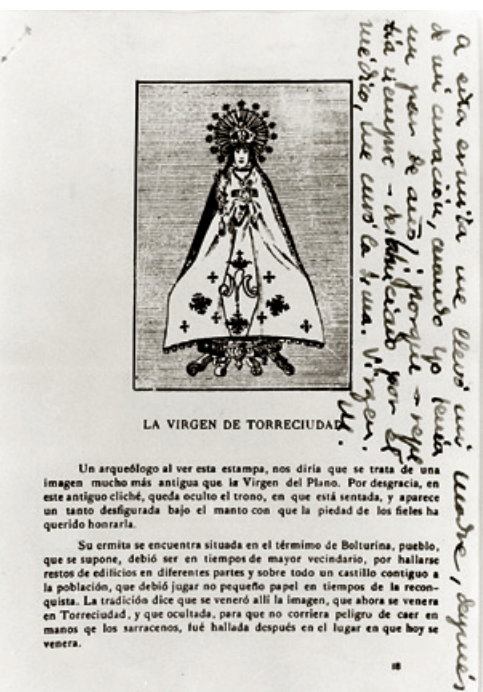 LA VIRGEN DE TORRECIUDAD
Un arqueólogo al ver esta estampa, nos diría que se trata de una
imagen mucho más antigua que la Virgen del Plano. Por desgracia, en
este antiguo cliché, queda oculto el trono, en que está sentada, y aparece
un tanto desfigurada bajo el manto con que la piedad de los fieles ha
querido honrarla.
Su ermita se encuentra situada en el térmimo de Bolturina, pueblo,
que se supone, debió ser en tiempos de mayor vecindario, por hallarse
restos de edificios en diferentes partes y sobre todo un castillo contiguo a
la población, que debió jugar no pequeño papel en tiempos de la recon-
quista. La tradición dice que se veneró allí la imagen, que ahora se venera
en Torreciudad, y que ocultada, para que no corriera peligru de caer en
manos qe los sarracenos, fué hallada después en el lugar en que hoy se
venera.
18
A esta ermita me llevó mi madre, después
de mi curación, cuando yo tenía
un par de años, porque - repe
tía siempre - desahuciado por el
médico, me curó la Sma. Virgen.
M.